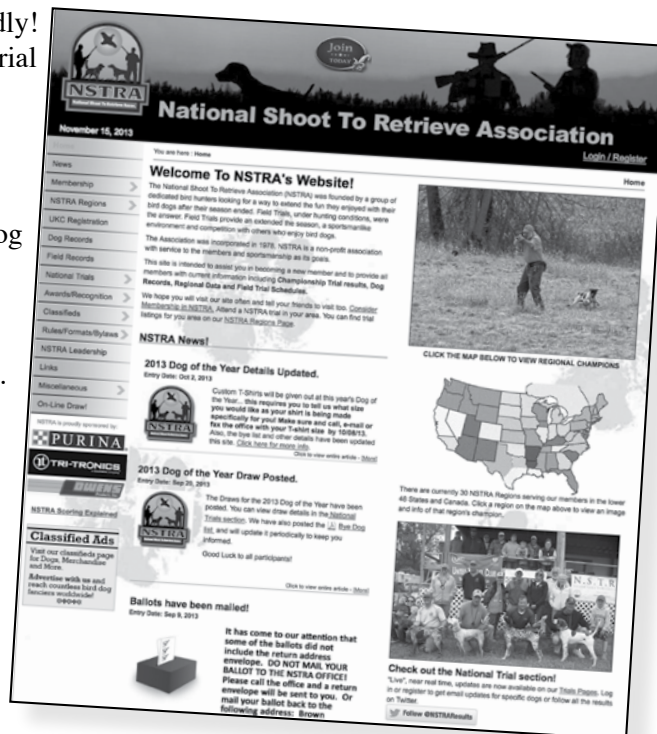 dly!
rial
og
.
Join
TODAY
NSTRA
National Shoot To Retrieve Association
November 15, 2013
Login / Register
You are here : Home
Home
News
Membership
NSTRA Regions
UKC Registration
Dog Records
Field Records
National Trials
Awards/Recognition
Classifieds
Rules/Formats/Bylaws
NSTRA Leadership
Links
Miscellaneous
On-Line Draw!
NSTRA is proudly sponsored by:
PURINA
TRI-TRONICS
OWENS
NSTRA Scoring Explained
Classified Ads
Visit our classifieds page
for Dogs, Merchandise
and More.
Advertise with us and
reach countless bird dog
fanciers worldwide!
Welcome To NSTRA's Website!
The National Shoot To Retrieve Association (NSTRA) was founded by a group of
dedicated bird hunters looking for a way to extend the fun they enjoyed with their
bird dogs after their season ended. Field Trials, under hunting conditions, were
the answer. Field Trials provide an extended the season, a sportsmanlike
environment and competition with others who enjoy bird dogs.
The Association was incorporated in 1978. NSTRA is a non-profit association
with service to the members and sportsmanship as its goals.
This site is intended to assist you in becoming a new member and to provide all
members with current information including Championship Trial results, Dog
Records, Regional Data and Field Trial Schedules.
We hope you will visit our site often and tell your friends to visit too. Consider
Membership in NSTRA. Attend a NSTRA trial in your area. You can find trial
listings for you area on our NSTRA Regions Page.
NSTRA News!
2013 Dog of the Year Details Updated.
Entry Date: Oct 2, 2013
Custom T-Shirts will be given out at this year's Dog of
the Year... this requires you to tell us what size
you would like as your shirt is being made
specifically for you! Make sure and call, e-mail or
fax the office with your T-shirt size by 10/08/13.
Also, the bye list and other details have been updated
this site. Click here for more info.
Click to view entire article - [More]
2013 Dog of the Year Draw Posted.
Entry Date: Sep 20, 2013
The Draws for the 2013 Dog of the Year have been
posted. You can view draw details in the National
Trials section. We have also posted the Bye Dog
list, and will update it periodically to keep you
informed.
Good Luck to all participants!
Click to view entire article - [More]
Ballots have been mailed!
Entry Date: Sep 9, 2013
It has come to our attention that
some of the ballots did not
include the return address
envelope. DO NOT MAIL YOUR
BALLOT TO THE NSTRA OFFICE!
Please call the office and a return
envelope will be sent to you. Or
mail your ballot back to the
following address: Brown
CLICK THE MAP BELOW TO VIEW REGIONAL CHAMPIONS
There are currently 30 NSTRA Regions serving our members in the lower
48 States and Canada. Click a region on the map above to view an image
and info of that region's champion.
N.S.T.R
Check out the National Trial section!
"Live", near real time, updates are now available on our Trials Pages. Log
in or register to get email updates for specific dogs or follow all the results
on Twitter.
Follow @NSTRAResults